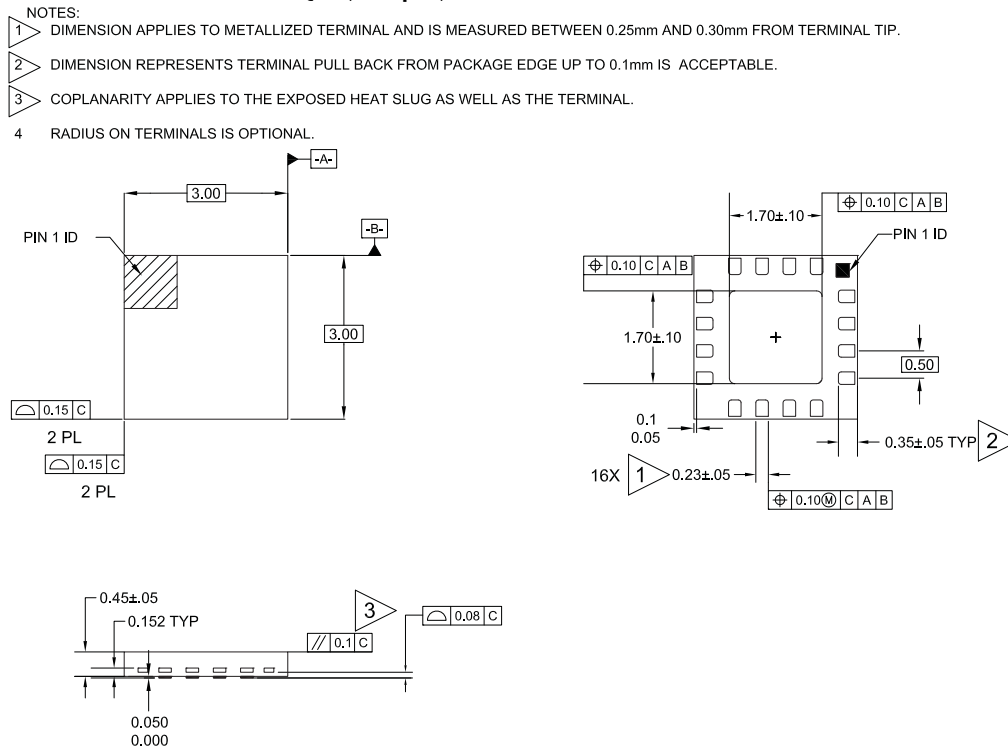 NOTES:
1 DIMENSION APPLIES TO METALLIZED TERMINAL AND IS MEASURED BETWEEN 0.25mm AND 0.30mm FROM TERMINAL TIP.
2 DIMENSION REPRESENTS TERMINAL PULL BACK FROM PACKAGE EDGE UP TO 0.1mm IS ACCEPTABLE.
3 COPLANARITY APPLIES TO THE EXPOSED HEAT SLUG AS WELL AS THE TERMINAL.
4 RADIUS ON TERMINALS IS OPTIONAL.
-A-
3.00
-B-
PIN 1 ID
3.00
⌓ 0.15 C
2 PL
⌓ 0.15 C
2 PL
⌖ 0.10 C A B
1.70±.10
PIN 1 ID
⌖ 0.10 C A B
1.70±.10
0.50
0.1
0.05
0.35±.05 TYP 2
16X 1 0.23±.05
⌖ 0.10Ⓜ C A B
0.45±.05
3
0.152 TYP
⌓ 0.08 C
// 0.1 C
0.050
0.000